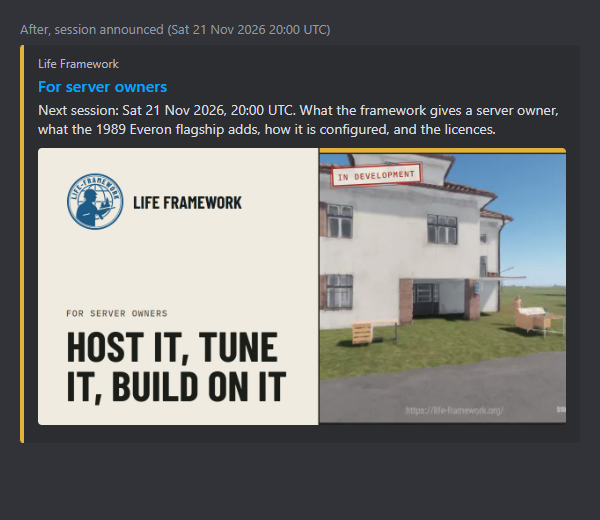 After, session announced (Sat 21 Nov 2026 20:00 UTC)
Life Framework
For server owners
Next session: Sat 21 Nov 2026, 20:00 UTC. What the framework gives a server owner,
what the 1989 Everon flagship adds, how it is configured, and the licences.
LIFE-FRAMEWORK
LIFE FRAMEWORK
IN DEVELOPMENT
FOR SERVER OWNERS
HOST IT, TUNE
IT, BUILD ON IT
https://life-framework.org/